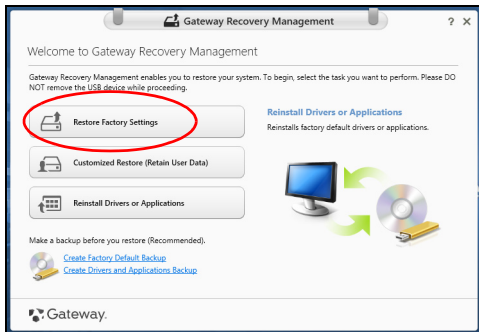 Gateway Recovery Management
? X
Welcome to Gateway Recovery Management
Gateway Recovery Management enables you to restore your system. To begin, select the task you want to perform. Please DO
NOT remove the USB device while proceeding.
Restore Factory Settings
Customized Restore (Retain User Data)
Reinstall Drivers or Applications
Reinstall Drivers or Applications
Reinstalls factory default drivers or applications.
Make a backup before you restore (Recommended).
Create Factory Default Backup
Create Drivers and Applications Backup
Gateway.